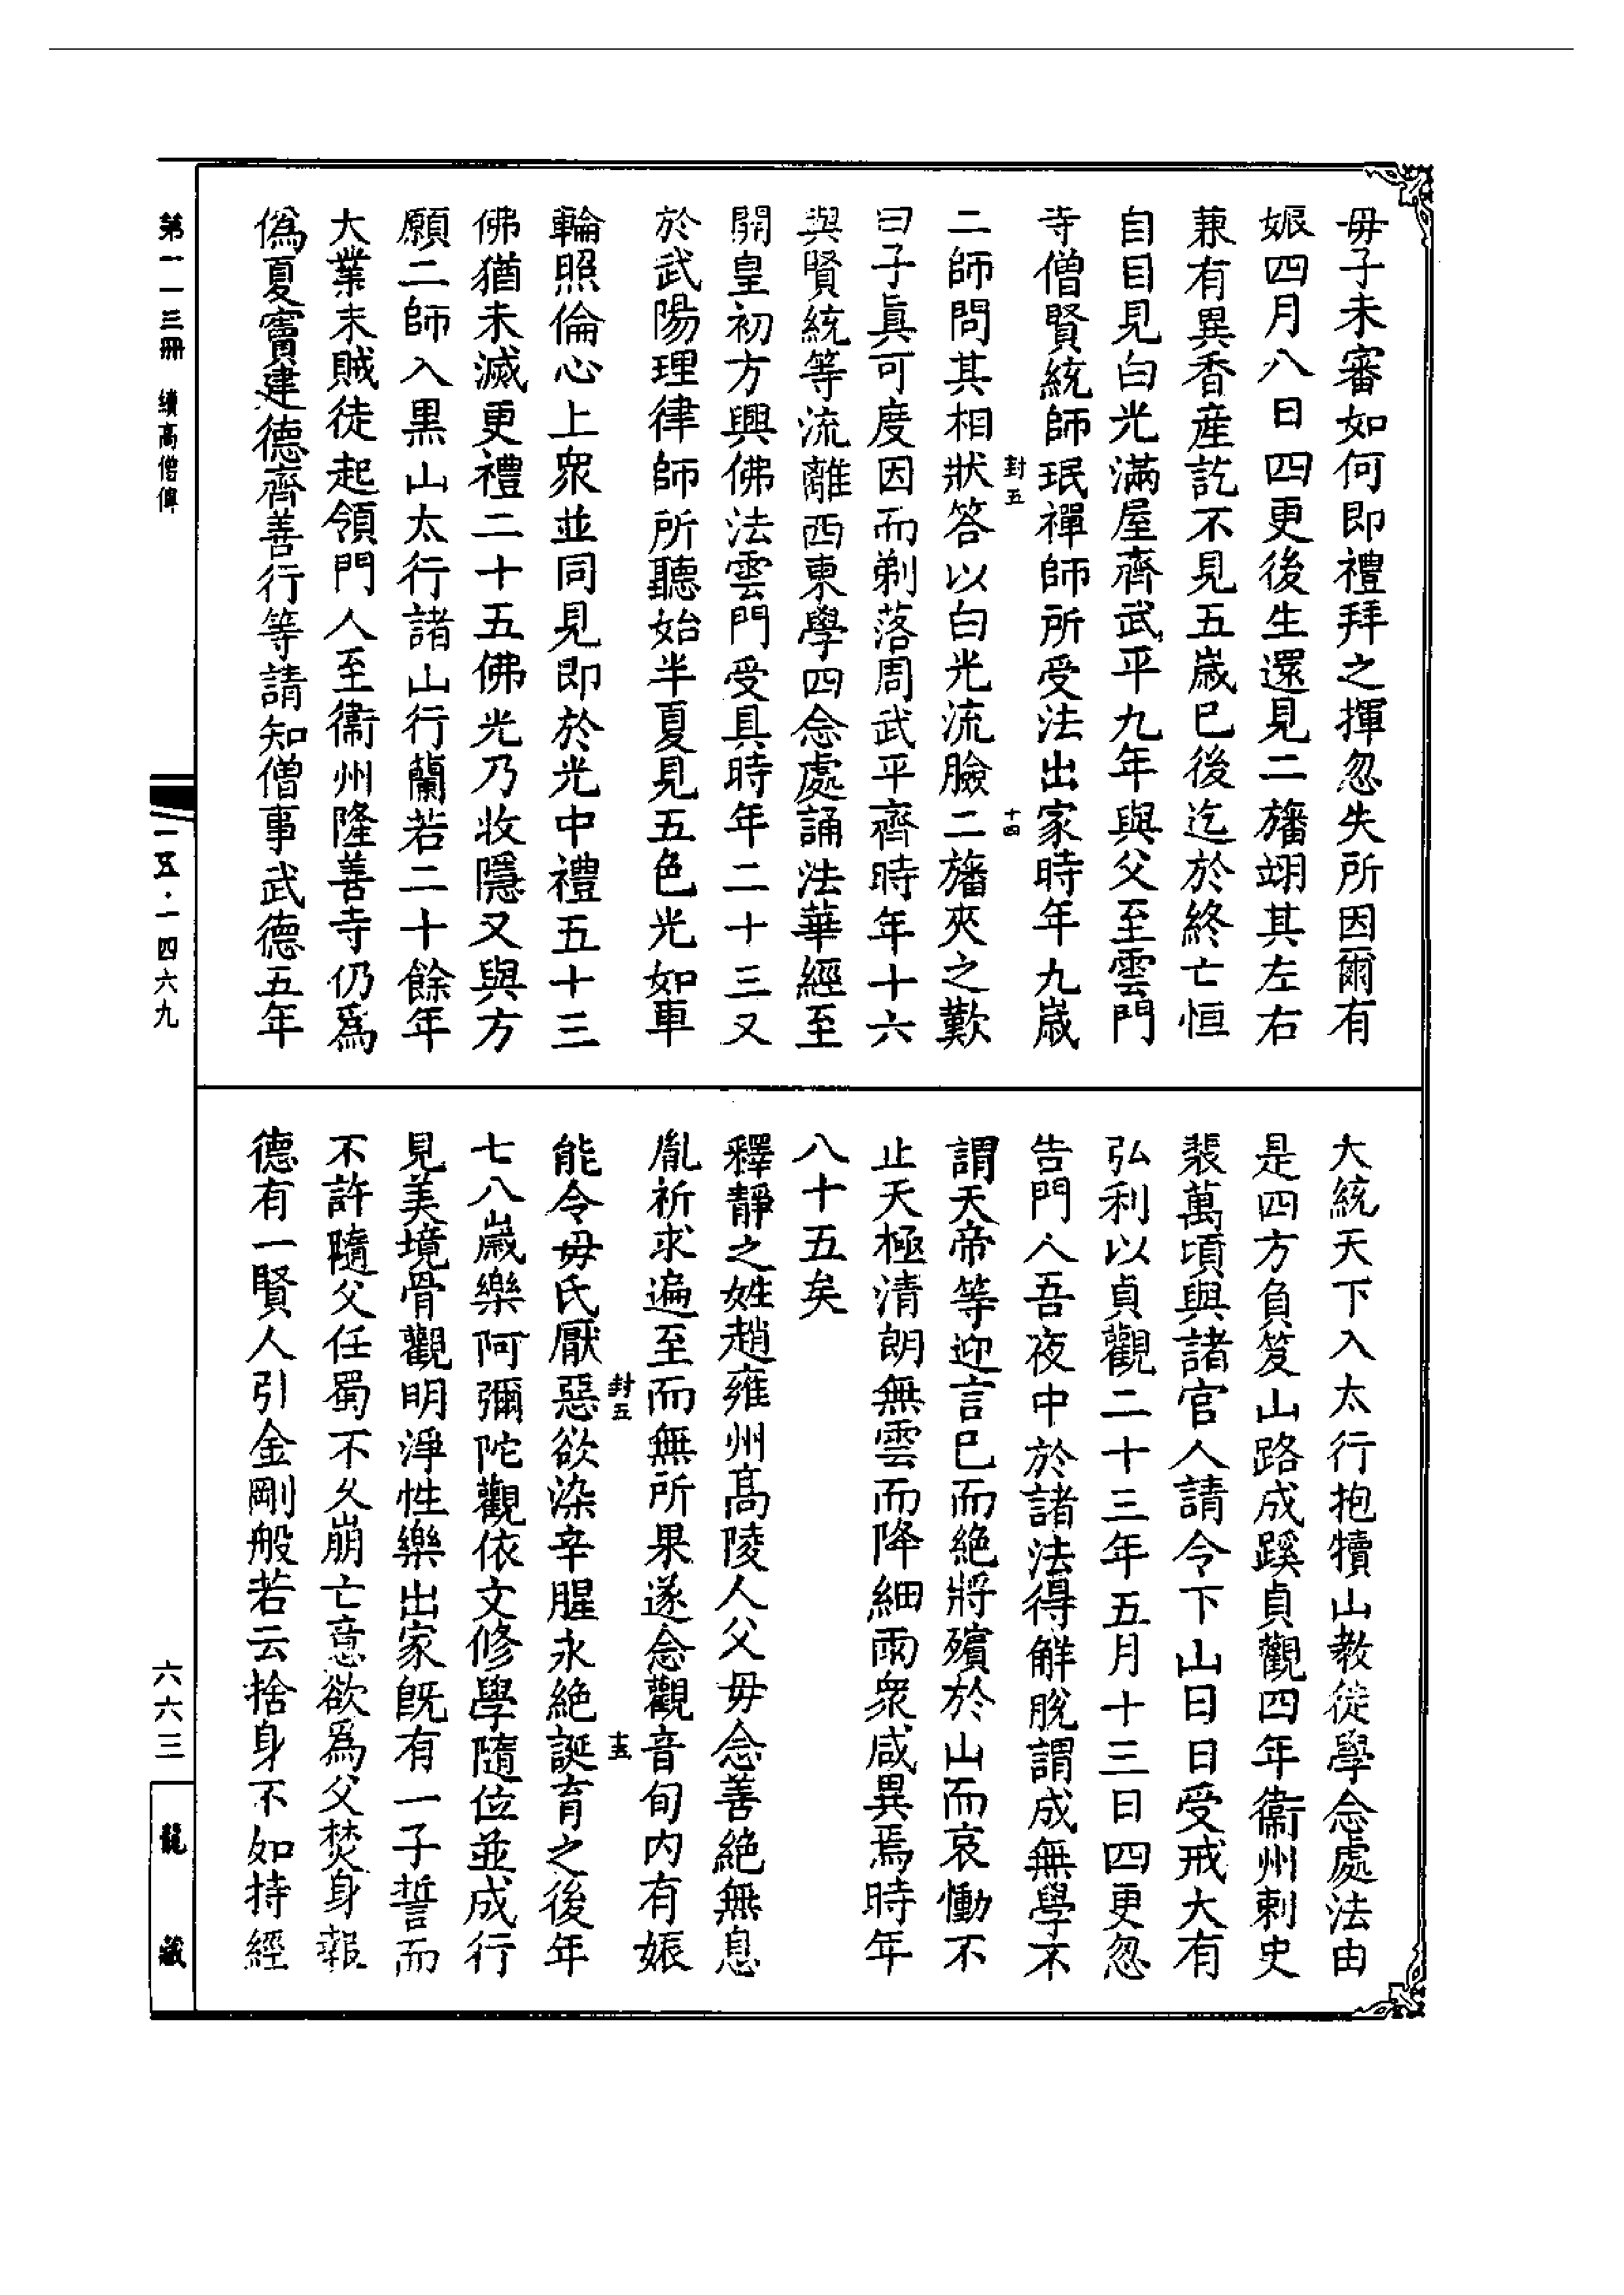 毋子未審如何即禮拜之揮忽失所因爾有
娠四月八日四更後生還見二旛翊其左右
兼有異香産訖不見五歲巳後迄於終亡恒
自目見白光滿屋齊武平九年與父至雲門
寺僧賢統師珉禪師所受法出家時年九歲
封五
十四
二師問其相狀答以白光流臉二旛夾之歎
曰子眞可度因而剃落周武平齊時年十六
與賢統等流離西東學四念處誦法華經至
開皇初方興佛法雲門受具時年二十三又
於武陽理律師所聽始半夏見五色光如車
輪照倫心上衆並同見即於光中禮五十三
佛猶未滅更禮二十五佛光乃收隱又與方
願二師入黒山太行諸山行蘭若二十餘年
大業末賊徒起領門人至衞州隆善寺仍爲
偽夏竇建德齊善行等請知僧事武德五年
大統天下入太行抱犢山教徒學念處法由
是四方負笈山路成蹊貞觀四年衞州刺史
裴萬頃與諸官人請令下山日日受戒大有
弘利以貞觀二十三年五月十三日四更忽
告門人吾夜中於諸法得解脫謂成無學不
謂天帝等迎言巳而絶將殯於山而哀慟不
止天極清朗無雲而降細雨衆咸異焉時年
八十五矣
釋靜之姓趙雍州髙陵人父毋念善絶無息
胤祈求遍至而無所果遂念觀音旬内有娠
封五
十五
能令毋氏厭惡欲染辛腥永絶誕育之後年
七八歲樂阿彌陀觀依文修學隨位並成行
見美境骨觀明淨性樂出家旣有一子誓而
不許隨父任蜀不久崩亡意欲爲父焚身報
德有一賢人引金剛般若云捨身不如持經
第一一三冊　續高僧傳
一五·一四六九
六六三
龍藏